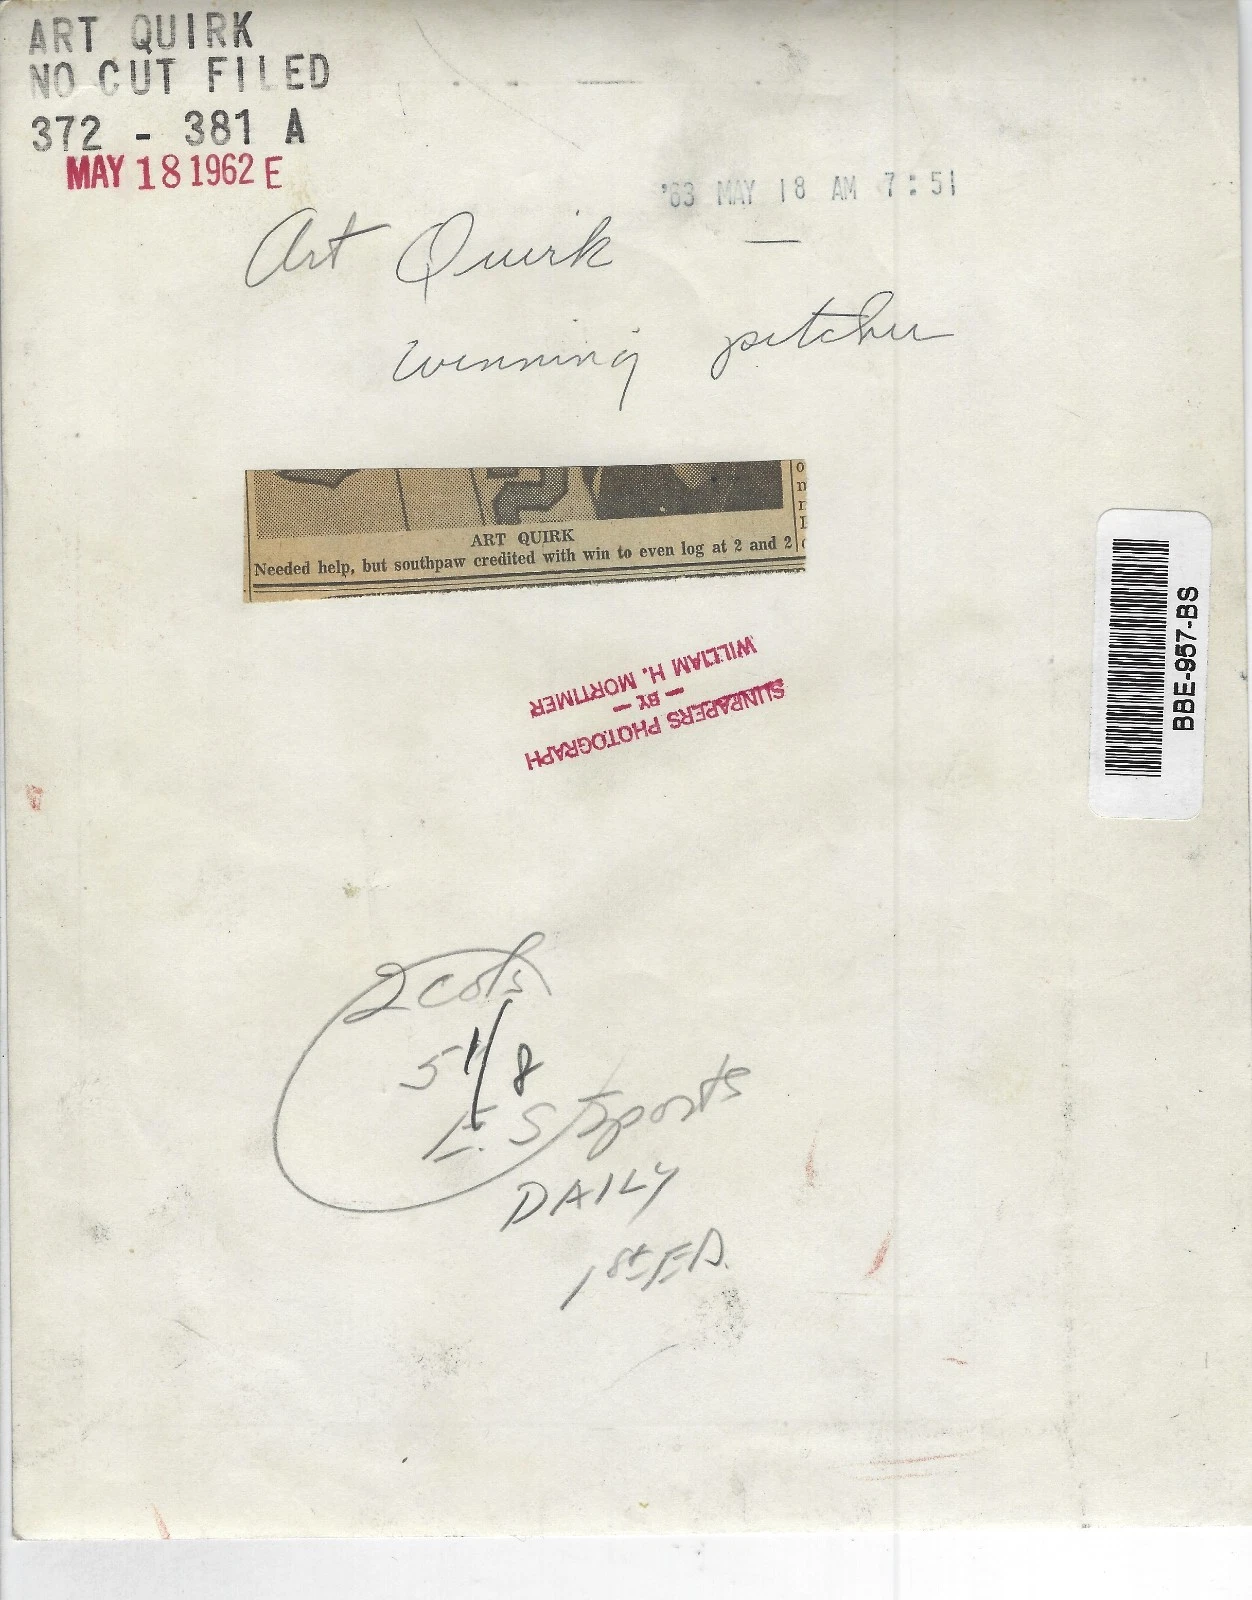 ART QUIRK
NO CUT FILED
372 - 381 A
MAY 18 1962 E
'63 MAY 18 AM 7:51
Art Quirk —
winning pitcher
ART QUIRK
Needed help, but southpaw credited with win to even log at 2 and 2
SUNPAPERS PHOTOGRAPH
— BY —
WILLIAM H. MORTIMER
BBE-957-BS
2 cols
5 1/8
E. S / Sports
DAILY
1st ED.